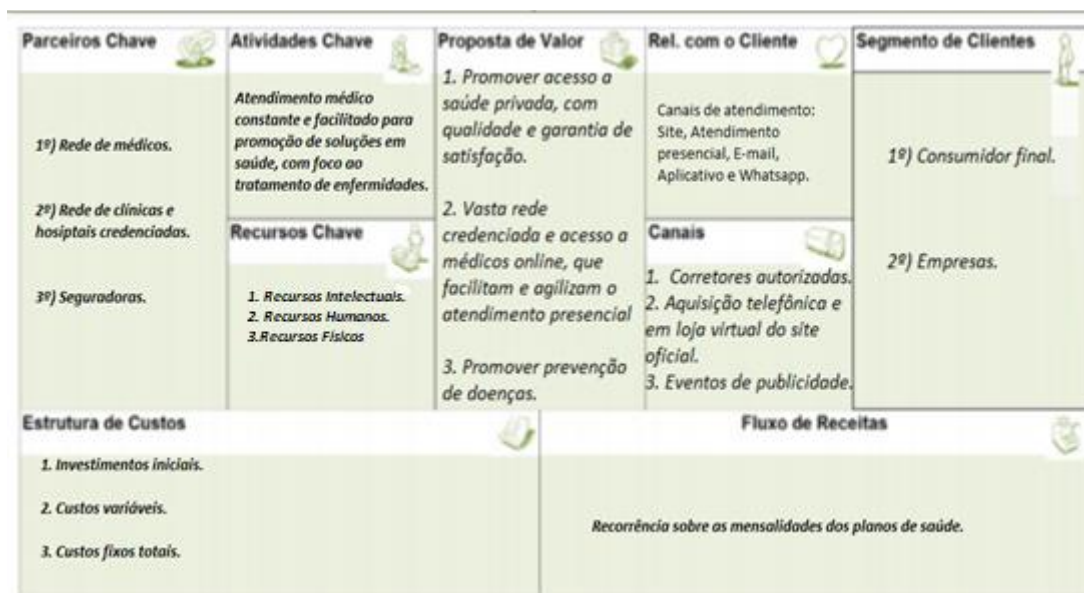 Parceiros Chave
1º) Rede de médicos.
2º) Rede de clínicas e
hosiptais credenciadas.
3º) Seguradoras.
Atividades Chave
Atendimento médico
constante e facilitado para
promoção de soluções em
saúde, com foco ao
tratamento de enfermidades.
Recursos Chave
1. Recursos Intelectuais.
2. Recursos Humanos.
3.Recursos Físicos
Proposta de Valor
1. Promover acesso a
saúde privada, com
qualidade e garantia de
satisfação.
2. Vasta rede
credenciada e acesso a
médicos online, que
facilitam e agilizam o
atendimento presencial
3. Promover prevenção
de doenças.
Rel. com o Cliente
Canais de atendimento:
Site, Atendimento
presencial, E-mail,
Aplicativo e Whatsapp.
Canais
1. Corretores autorizadas.
2. Aquisição telefônica e
em loja virtual do site
oficial.
3. Eventos de publicidade.
Segmento de Clientes
1º) Consumidor final.
2º) Empresas.
Estrutura de Custos
1. Investimentos iniciais.
2. Custos variáveis.
3. Custos fixos totais.
Fluxo de Receitas
Recorrência sobre as mensalidades dos planos de saúde.